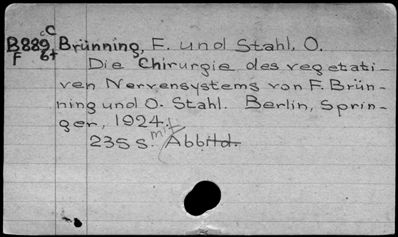 C
B889 Brünning, F. und Stahl, O.
F 6t
Die Chirurgie des vegetati-
ven Nervensystems von F. Brün-
ning und O. Stahl. Berlin, Sprin-
ger, 1924.
235 s. mit Abbild.